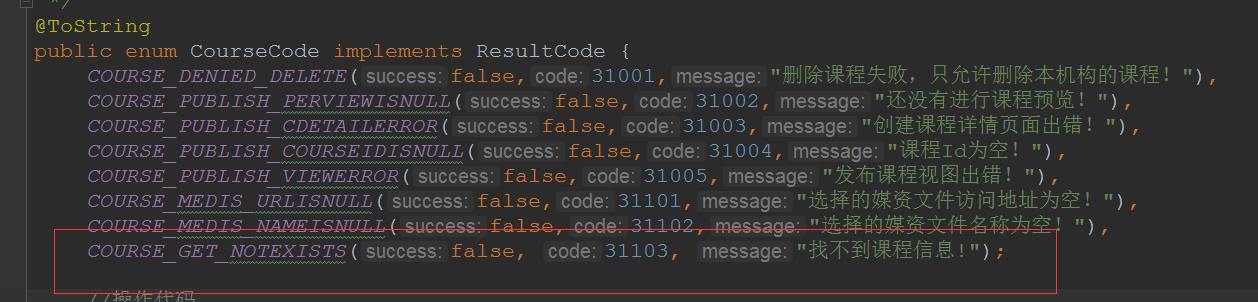 */
@ToString
public enum CourseCode implements ResultCode {
COURSE_DENIED_DELETE( success: false, code: 31001, message: "删除课程失败，只允许删除本机构的课程！"),
COURSE_PUBLISH_PERVIEWISNULL( success: false, code: 31002, message: "还没有进行课程预览！"),
COURSE_PUBLISH_CDETAILERROR( success: false, code: 31003, message: "创建课程详情页面出错！"),
COURSE_PUBLISH_COURSEIDISNULL( success: false, code: 31004, message: "课程Id为空！"),
COURSE_PUBLISH_VIEWERROR( success: false, code: 31005, message: "发布课程视图出错！"),
COURSE_MEDIS_URLISNULL( success: false, code: 31101, message: "选择的媒资文件访问地址为空！"),
COURSE_MEDIS_NAMEISNULL( success: false, code: 31102, message: "选择的媒资文件名称为空！"),
COURSE_GET_NOTEXISTS( success: false, code: 31103, message: "找不到课程信息!");
//操作代码